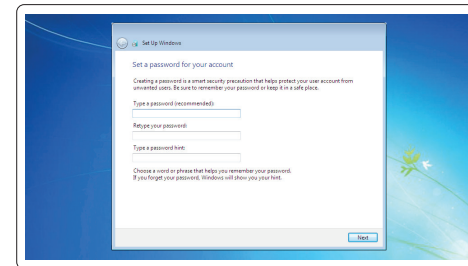 Set Up Windows
Set a password for your account
Creating a password is a smart security precaution that helps protect your user account from
unwanted users. Be sure to remember your password or keep it in a safe place.
Type a password (recommended):
Retype your password:
Type a password hint:
Choose a word or phrase that helps you remember your password.
If you forget your password, Windows will show you your hint.
Next